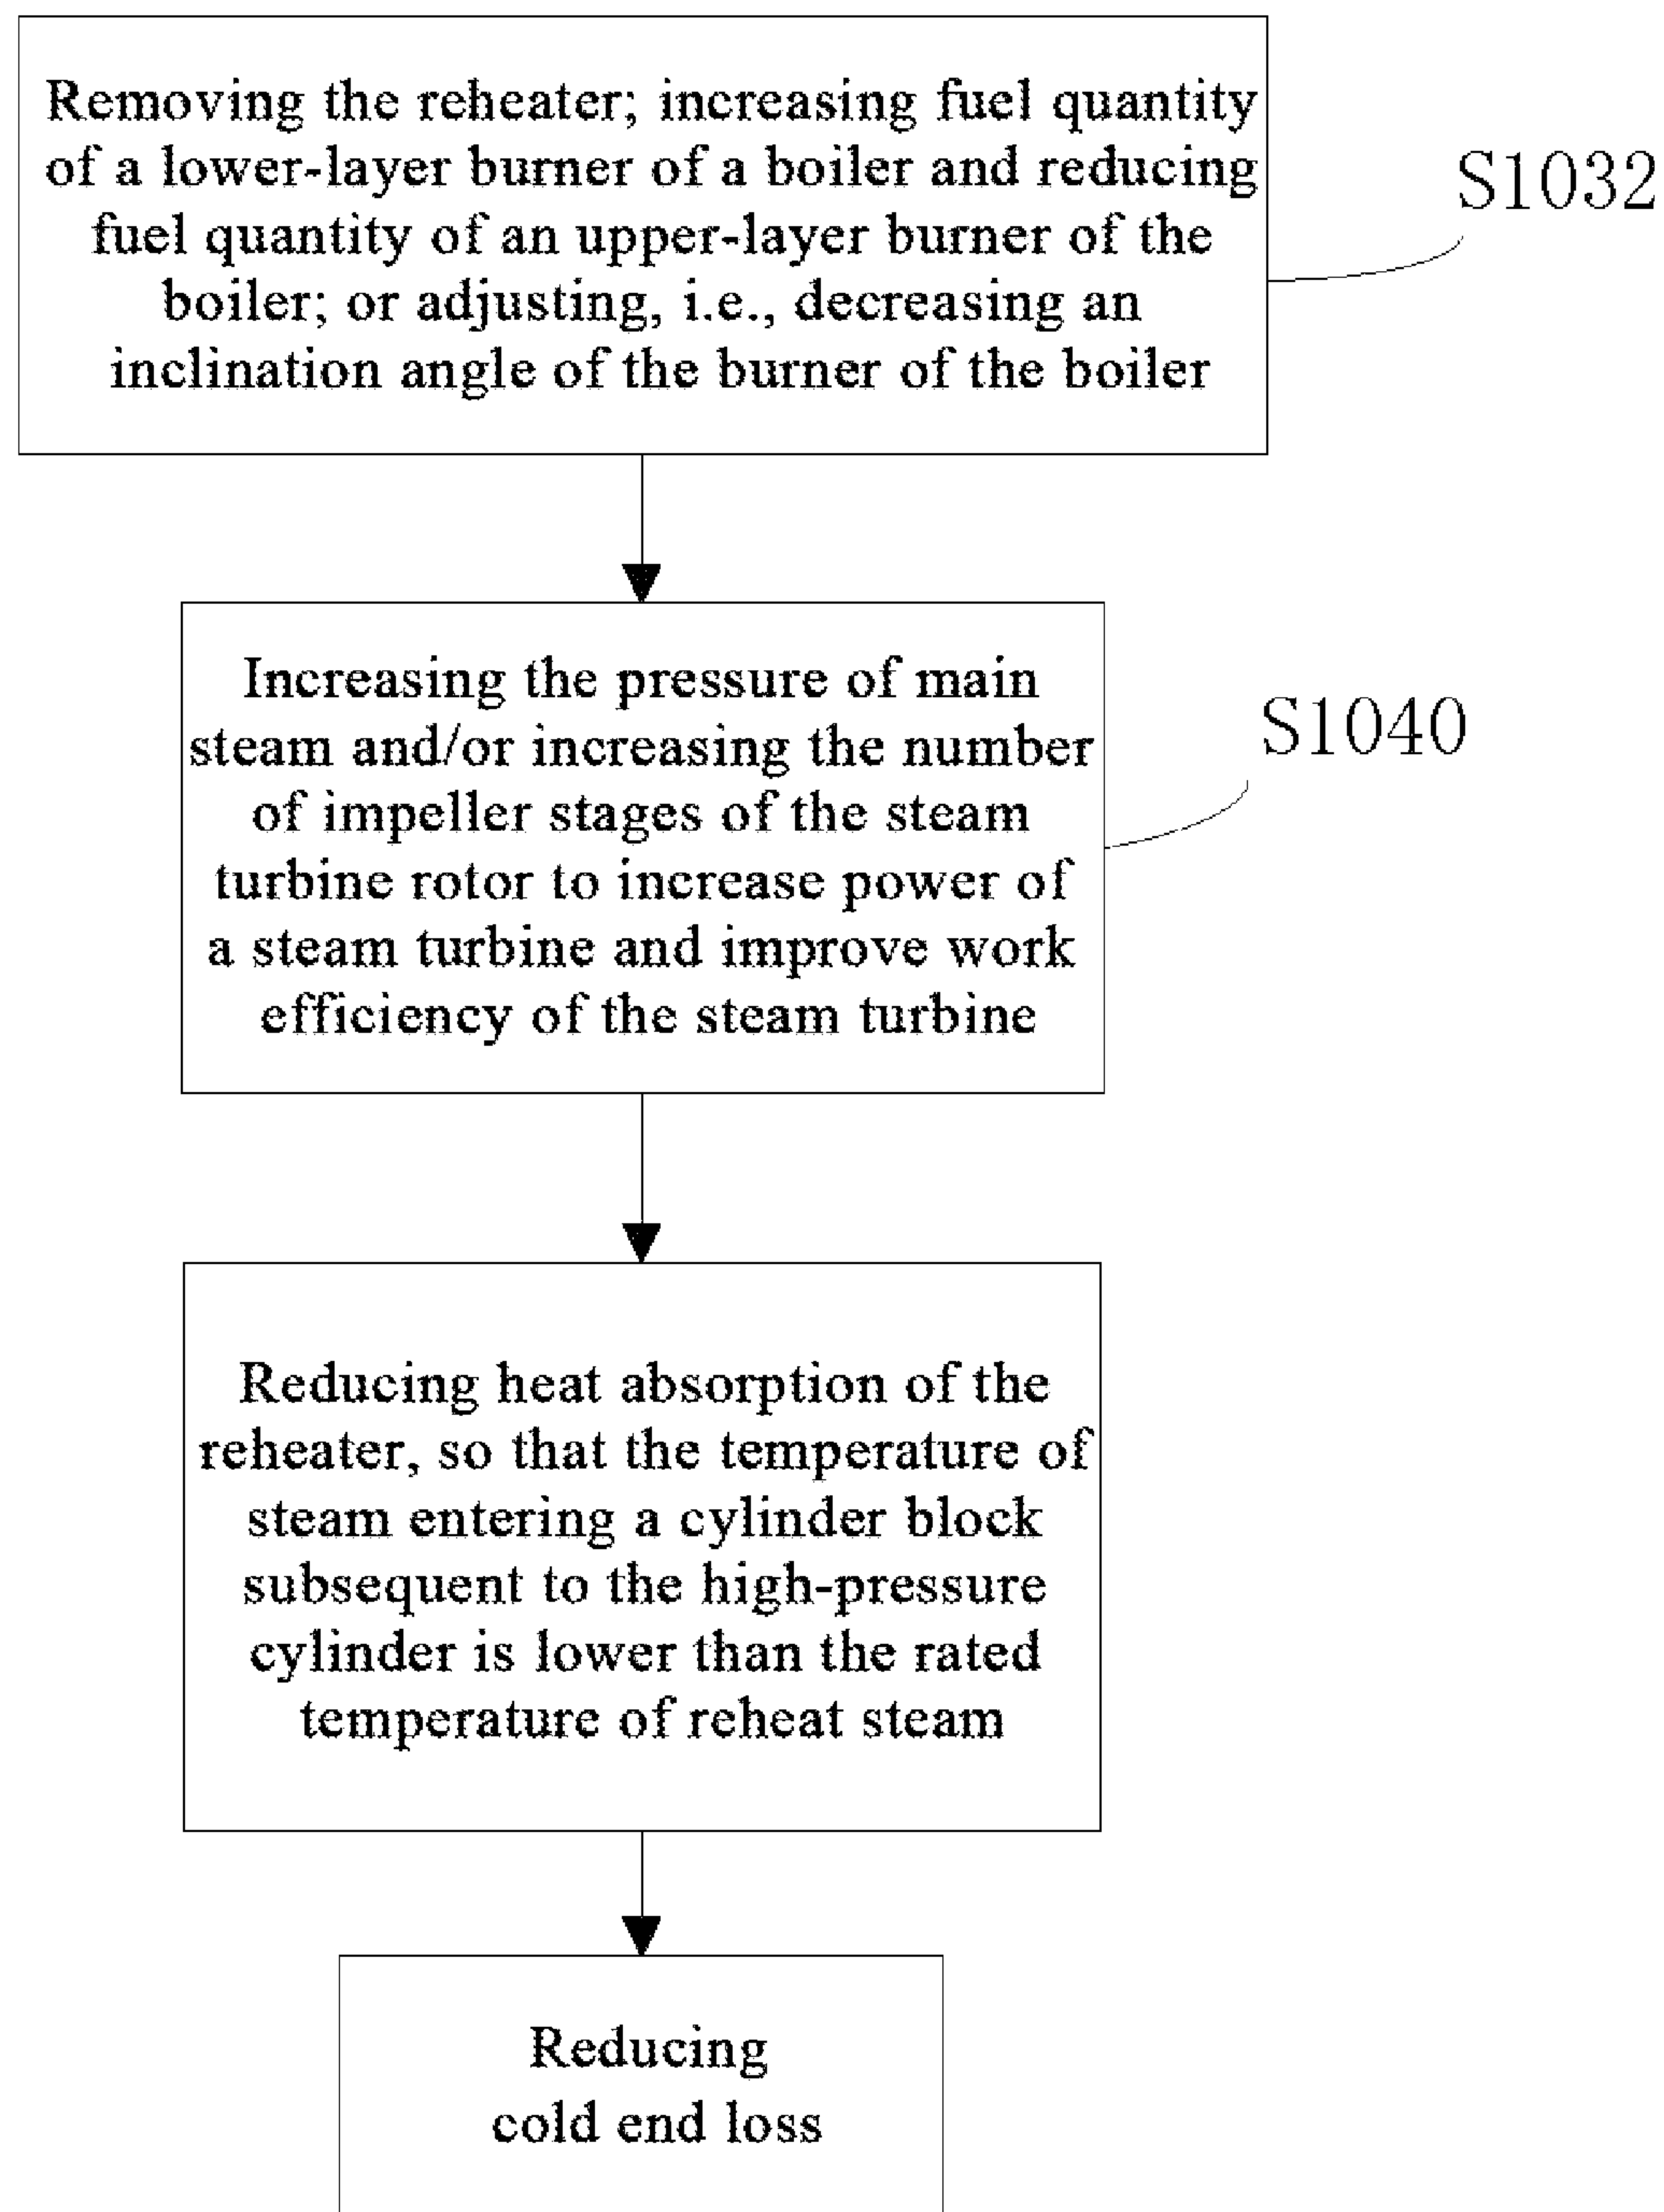 Removing the reheater; increasing fuel quantity
of a lower-layer burner of a boiler and reducing
fuel quantity of an upper-layer burner of the
boiler; or adjusting, i.e., decreasing an
inclination angle of the burner of the boiler
S1032
Increasing the pressure of main
steam and/or increasing the number
of impeller stages of the steam
turbine rotor to increase power of
a steam turbine and improve work
efficiency of the steam turbine
S1040
Reducing heat absorption of the
reheater, so that the temperature of
steam entering a cylinder block
subsequent to the high-pressure
cylinder is lower than the rated
temperature of reheat steam
Reducing
cold end loss